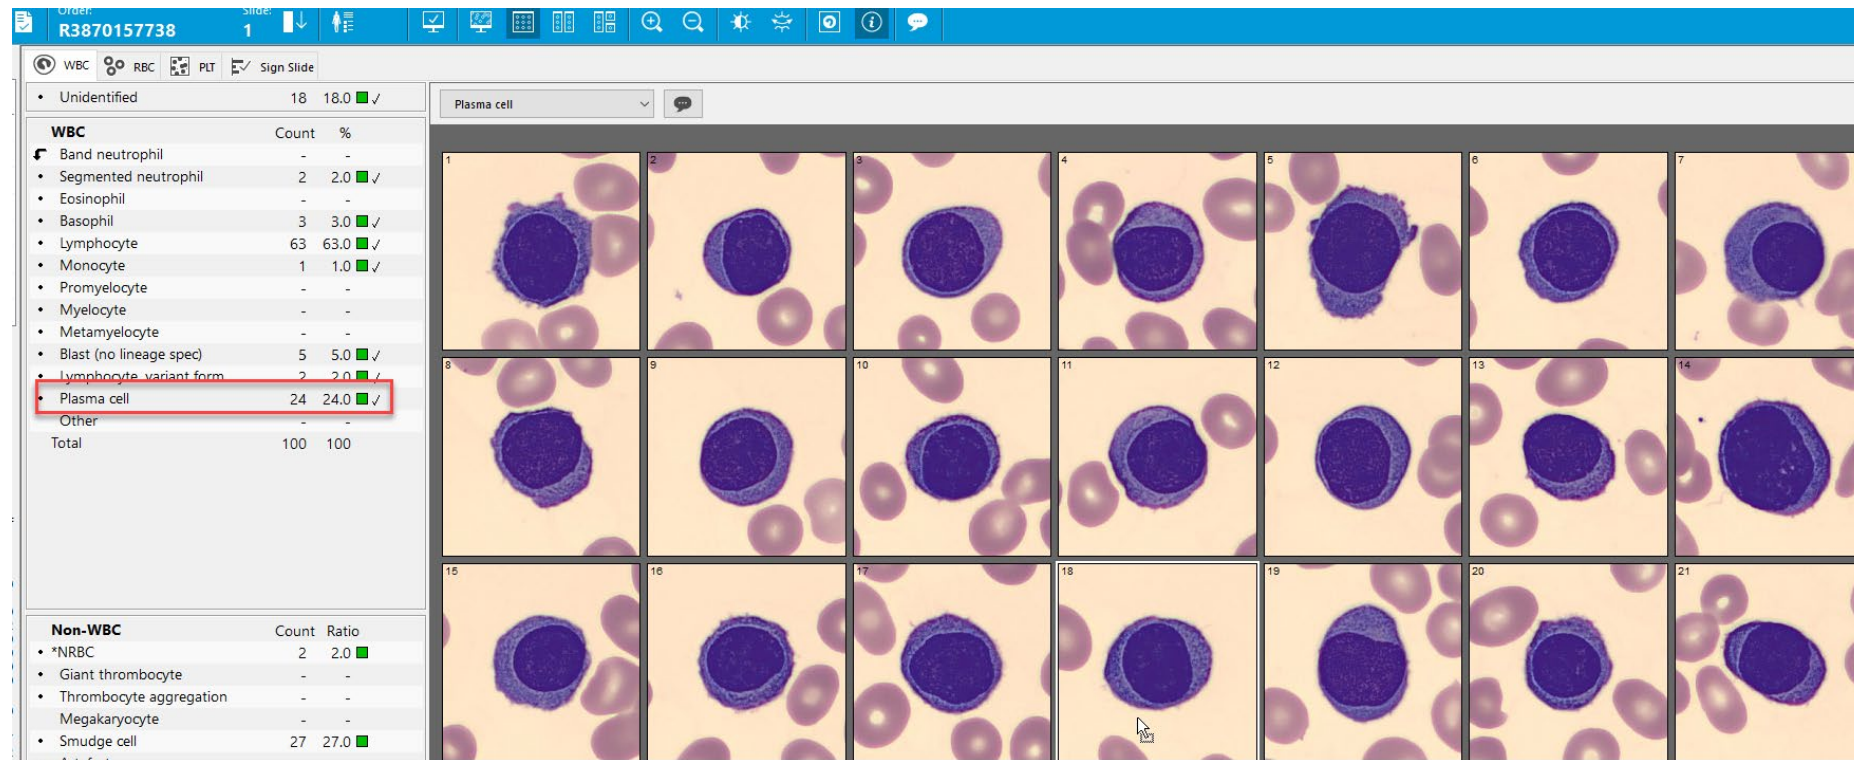 Order: Slide:
R3870157738 1
WBC RBC PLT Sign Slide
Unidentified 18 18.0
Plasma cell
WBC Count %
Band neutrophil - -
Segmented neutrophil 2 2.0
Eosinophil - -
Basophil 3 3.0
Lymphocyte 63 63.0
Monocyte 1 1.0
Promyelocyte - -
Myelocyte - -
Metamyelocyte - -
Blast (no lineage spec) 5 5.0
Lymphocyte, variant form 2 2.0
Plasma cell 24 24.0
Other - -
Total 100 100
Non-WBC Count Ratio
*NRBC 2 2.0
Giant thrombocyte - -
Thrombocyte aggregation - -
Megakaryocyte - -
Smudge cell 27 27.0
1 2 3 4 5 6 7
8 9 10 11 12 13 14
15 16 17 18 19 20 21